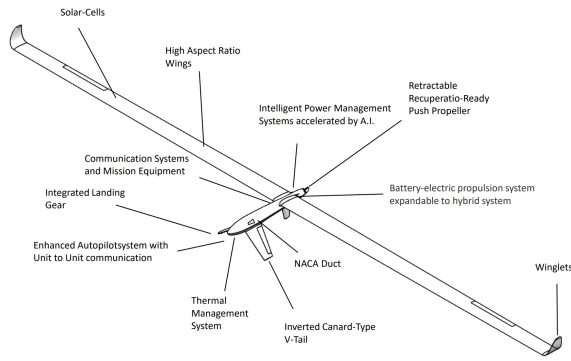 Solar-Cells
High Aspect Ratio
Wings
Intelligent Power Management
Systems accelerated by A.I.
Retractable
Recuperatio-Ready
Push Propeller
Communication Systems
and Mission Equipment
Integrated Landing
Gear
Battery-electric propulsion system
expandable to hybrid system
Enhanced Autopilotsystem with
Unit to Unit communication
NACA Duct
Winglets
Thermal
Management
System
Inverted Canard-Type
V-Tail